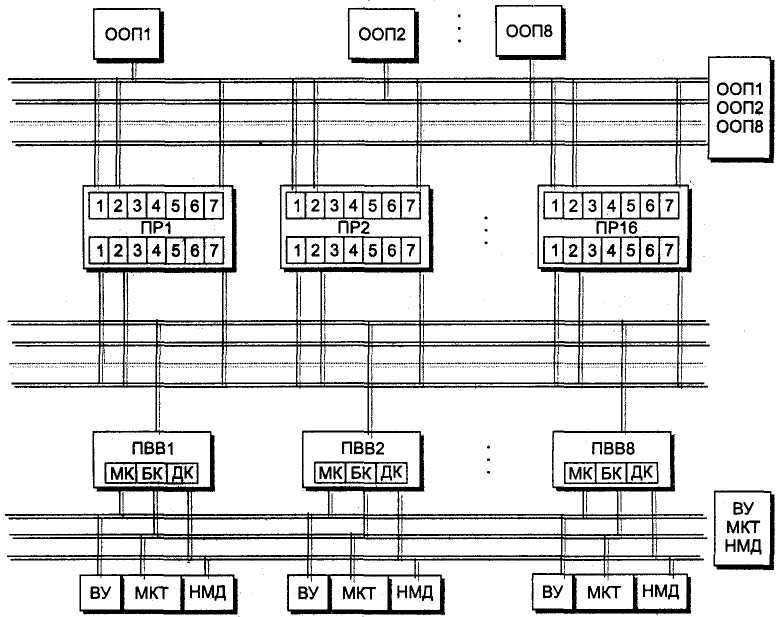 ООП1 ООП2 ООП8
ООП1
ООП2
ООП8
1 2 3 4 5 6 7 1 2 3 4 5 6 7 1 2 3 4 5 6 7
ПР1 ПР2 ПР16
1 2 3 4 5 6 7 1 2 3 4 5 6 7 1 2 3 4 5 6 7
ПВВ1 ПВВ2 ПВВ8
МК БК ДК МК БК ДК МК БК ДК
ВУ
МКТ
НМД
ВУ МКТ НМД ВУ МКТ НМД ВУ МКТ НМД